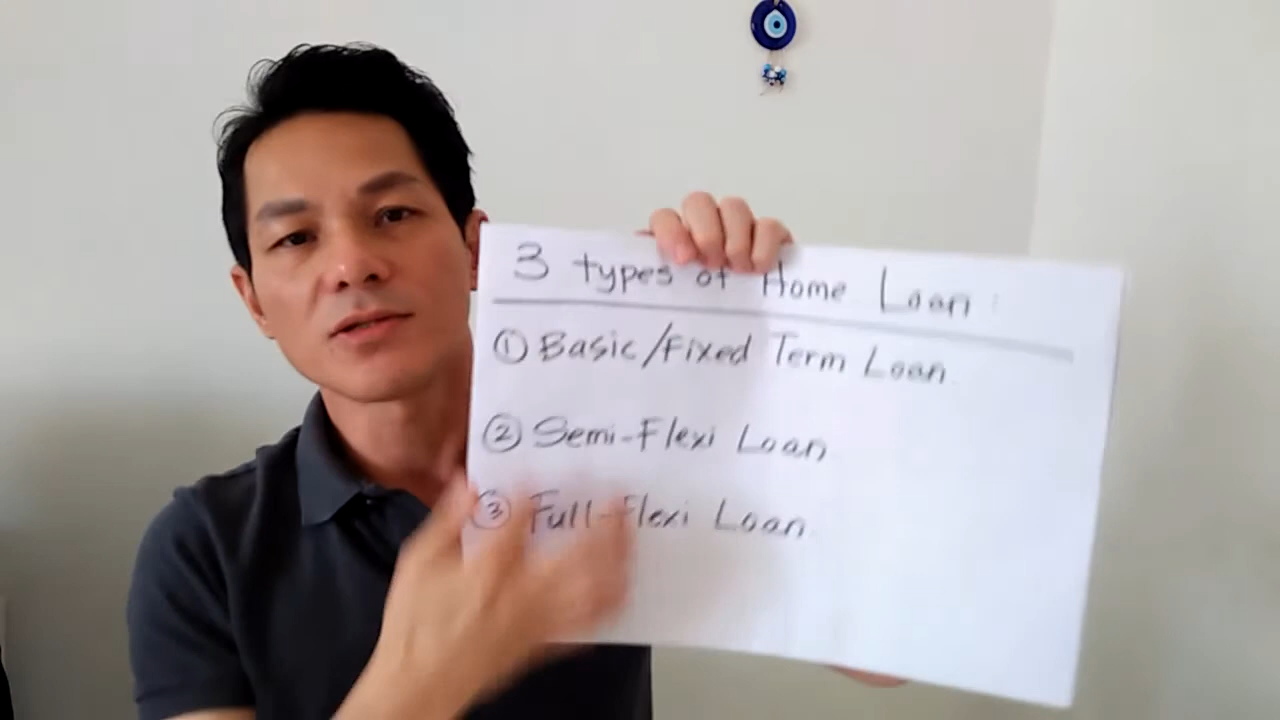 3 types of Home Loan :
① Basic/Fixed Term Loan
② Semi-Flexi Loan
③ Full-Flexi Loan